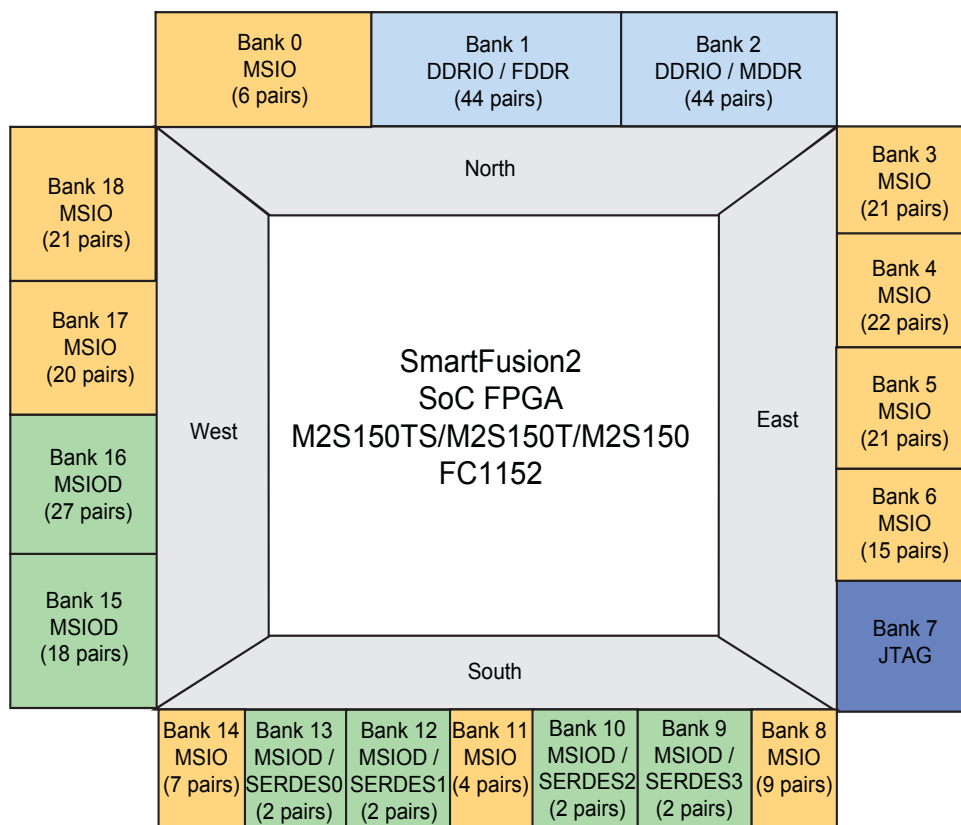 Bank 0
MSIO
(6 pairs)
Bank 1
DDRIO / FDDR
(44 pairs)
Bank 2
DDRIO / MDDR
(44 pairs)
Bank 18
MSIO
(21 pairs)
Bank 17
MSIO
(20 pairs)
Bank 16
MSIOD
(27 pairs)
Bank 15
MSIOD
(18 pairs)
North
West
SmartFusion2
SoC FPGA
M2S150TS/M2S150T/M2S150
FC1152
East
South
Bank 3
MSIO
(21 pairs)
Bank 4
MSIO
(22 pairs)
Bank 5
MSIO
(21 pairs)
Bank 6
MSIO
(15 pairs)
Bank 7
JTAG
Bank 14
MSIO
(7 pairs)
Bank 13
MSIOD /
SERDES0
(2 pairs)
Bank 12
MSIOD /
SERDES1
(2 pairs)
Bank 11
MSIO
(4 pairs)
Bank 10
MSIOD /
SERDES2
(2 pairs)
Bank 9
MSIOD /
SERDES3
(2 pairs)
Bank 8
MSIO
(9 pairs)